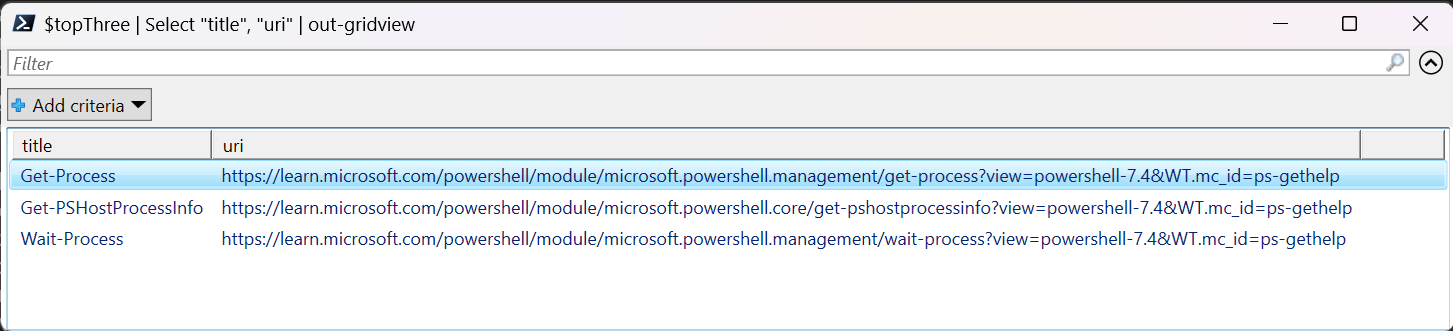 $topThree | Select "title", "uri" | out-gridview
Filter
Add criteria
title uri
Get-Process https://learn.microsoft.com/powershell/module/microsoft.powershell.management/get-process?view=powershell-7.4&WT.mc_id=ps-gethelp
Get-PSHostProcessInfo https://learn.microsoft.com/powershell/module/microsoft.powershell.core/get-pshostprocessinfo?view=powershell-7.4&WT.mc_id=ps-gethelp
Wait-Process https://learn.microsoft.com/powershell/module/microsoft.powershell.management/wait-process?view=powershell-7.4&WT.mc_id=ps-gethelp